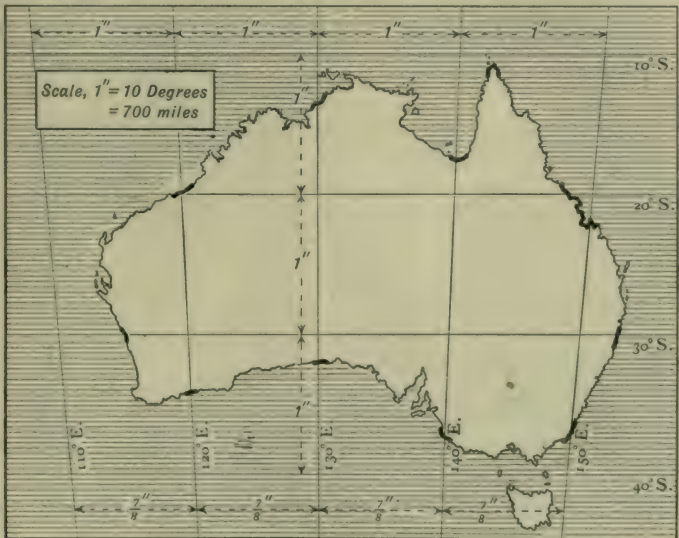 1" 1" 1" 1"
10° S.
Scale, 1" = 10 Degrees
= 700 miles
1"
20° S.
1"
30° S.
1"
110° E. 120° E. 130° E. 140° E. 150° E.
40° S.
7/8" 7/8" 7/8" 7/8"